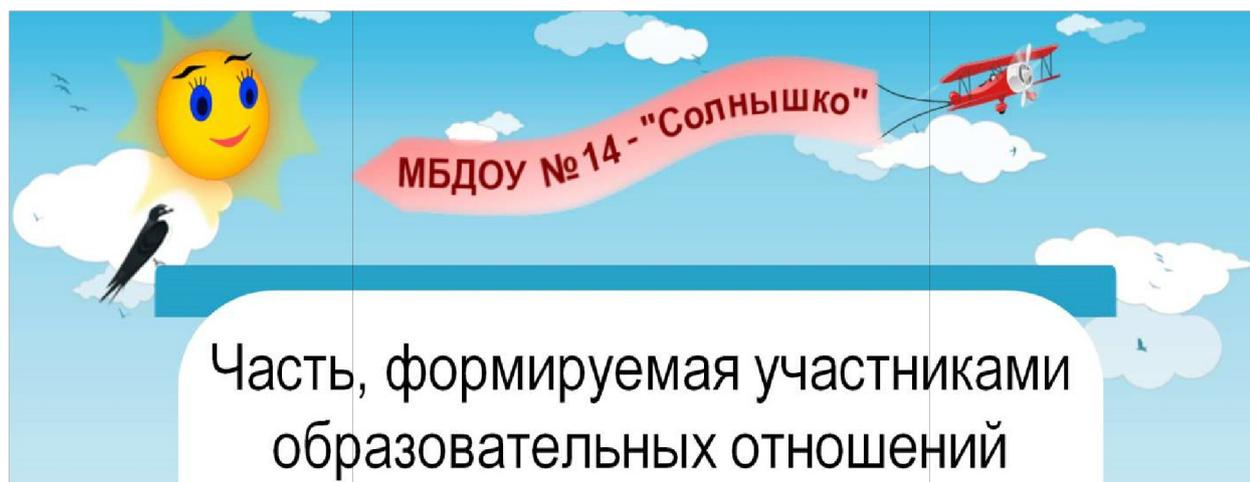 МБДОУ №14 - "Солнышко"
Часть, формируемая участниками
образовательных отношений